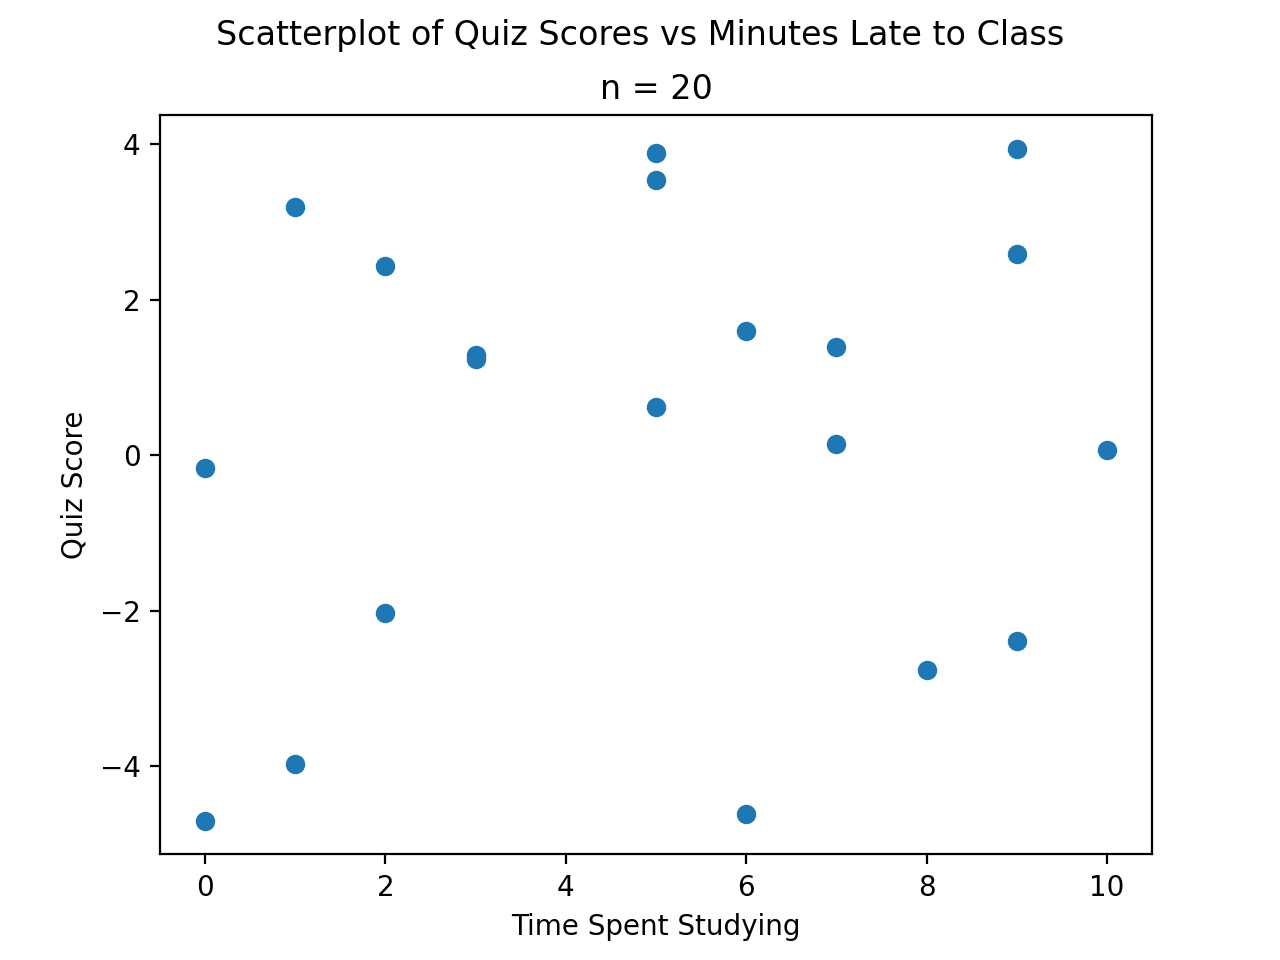 Scatterplot of Quiz Scores vs Minutes Late to Class
n = 20
4
2
0
−2
−4
Quiz Score
0 2 4 6 8 10
Time Spent Studying